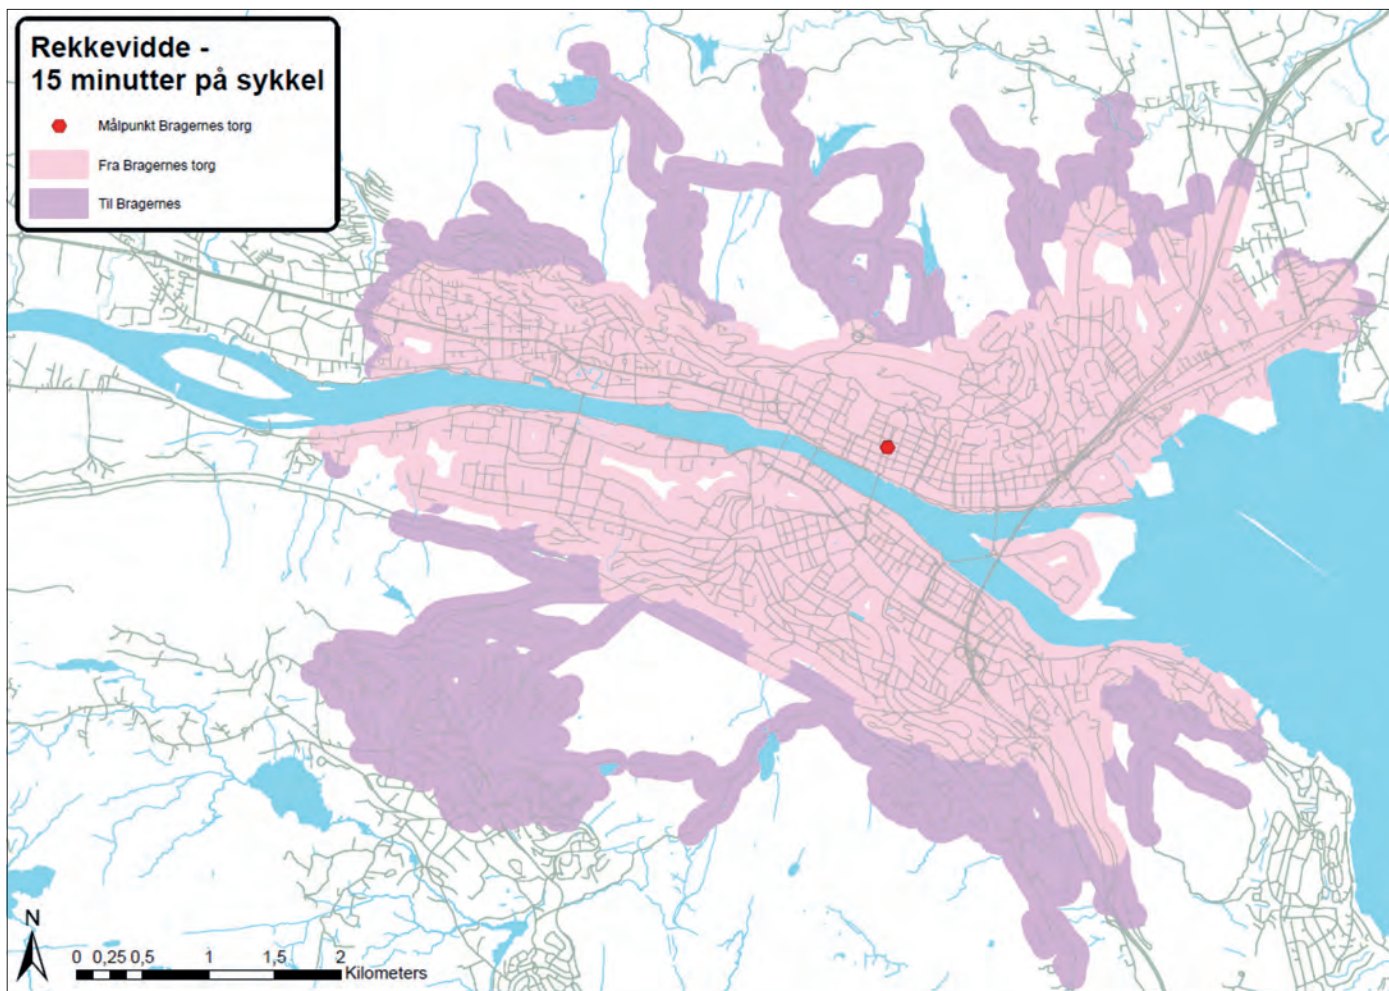 Rekkevidde -
15 minutter på sykkel
Målpunkt Bragernes torg
Fra Bragernes torg
Til Bragernes
N
0 0,25 0,5 1 1,5 2
Kilometers